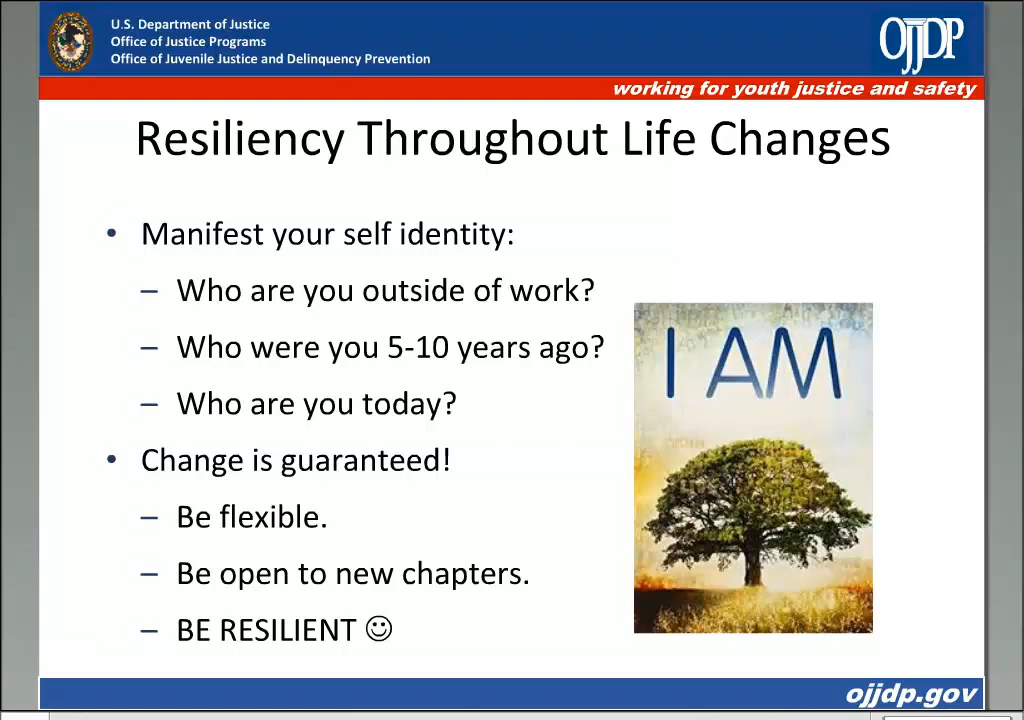 U.S. Department of Justice
Office of Justice Programs
Office of Juvenile Justice and Delinquency Prevention
OJJDP
working for youth justice and safety
Resiliency Throughout Life Changes
• Manifest your self identity:
– Who are you outside of work?
– Who were you 5-10 years ago?
– Who are you today?
• Change is guaranteed!
– Be flexible.
– Be open to new chapters.
– BE RESILIENT ☺
I AM
ojjdp.gov